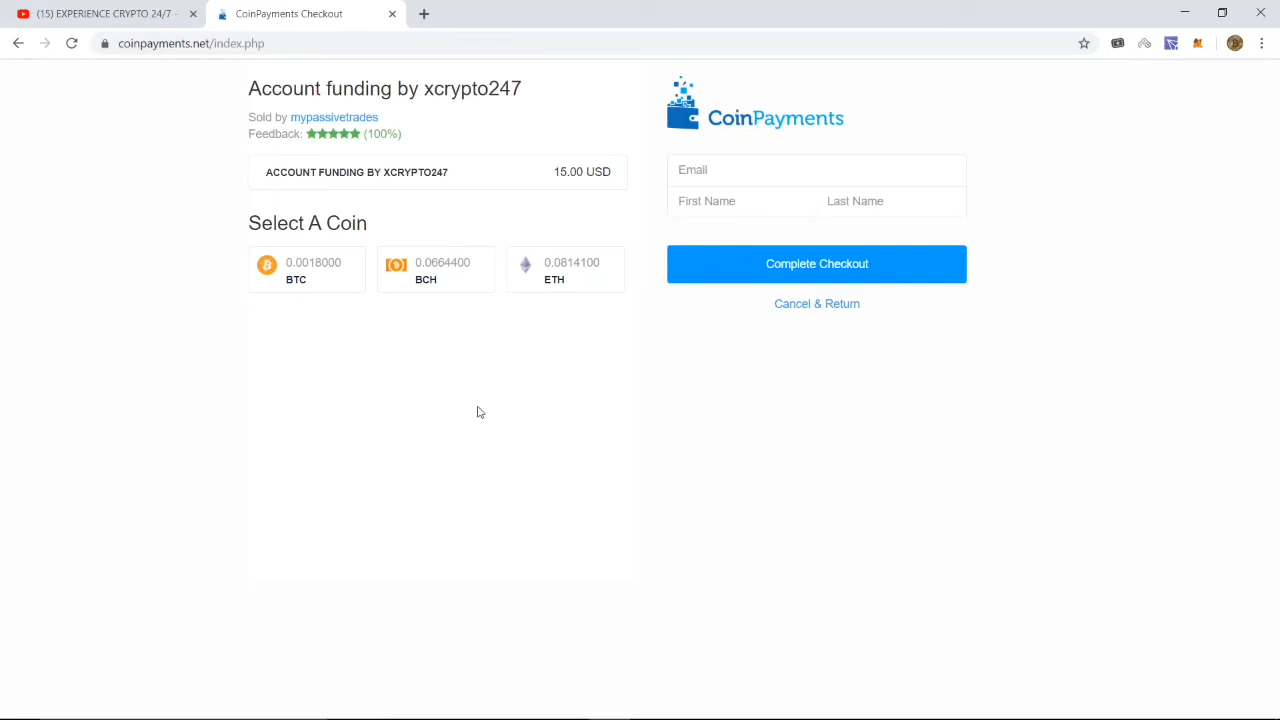 (15) EXPERIENCE CRYPTO 24/7 -
CoinPayments Checkout
coinpayments.net/index.php
Account funding by xcrypto247
Sold by mypassivetrades
Feedback: ★★★★★ (100%)
ACCOUNT FUNDING BY XCRYPTO247 15.00 USD
Select A Coin
0.0018000
BTC
0.0664400
BCH
0.0814100
ETH
CoinPayments
Email
First Name Last Name
Complete Checkout
Cancel & Return